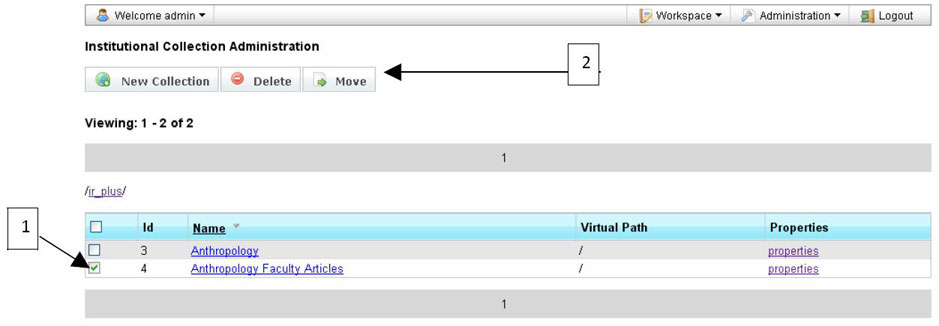 Welcome admin Workspace Administration Logout
Institutional Collection Administration
2
New Collection Delete Move
Viewing: 1 - 2 of 2
1
/ir_plus/
1
Id Name Virtual Path Properties
3 Anthropology / properties
4 Anthropology Faculty Articles / properties
1